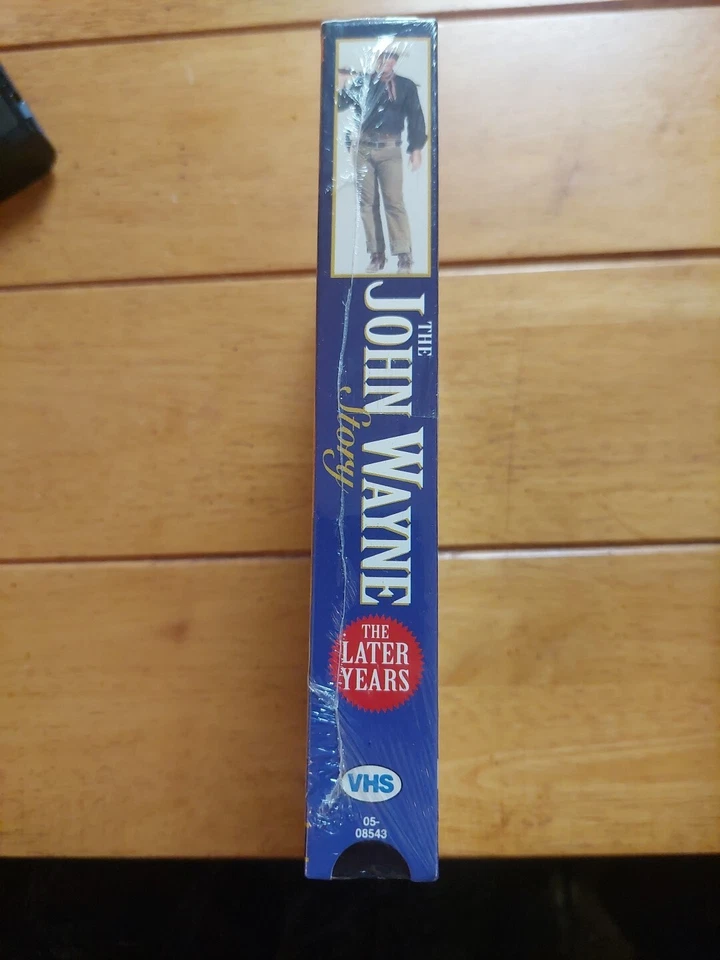 THE
JOHN WAYNE
Story
THE
LATER
YEARS
VHS
05-
08543